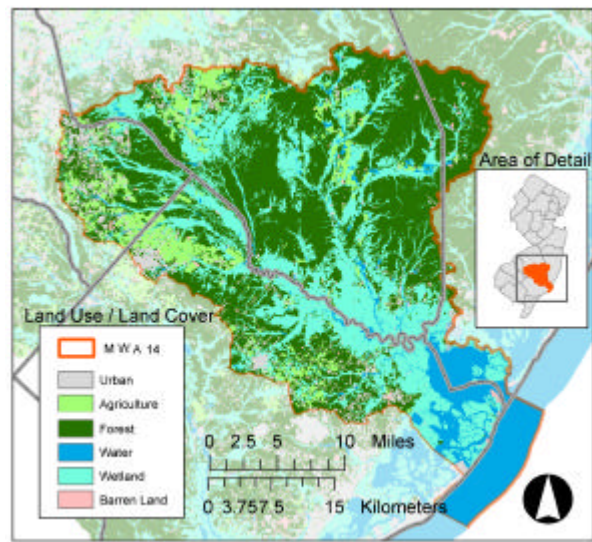 Area of Detail
Land Use / Land Cover
M W A 14
Urban
Agriculture
Forest
Water
Wetland
Barren Land
0 2.5 5 10 Miles
0 3.757.5 15 Kilometers